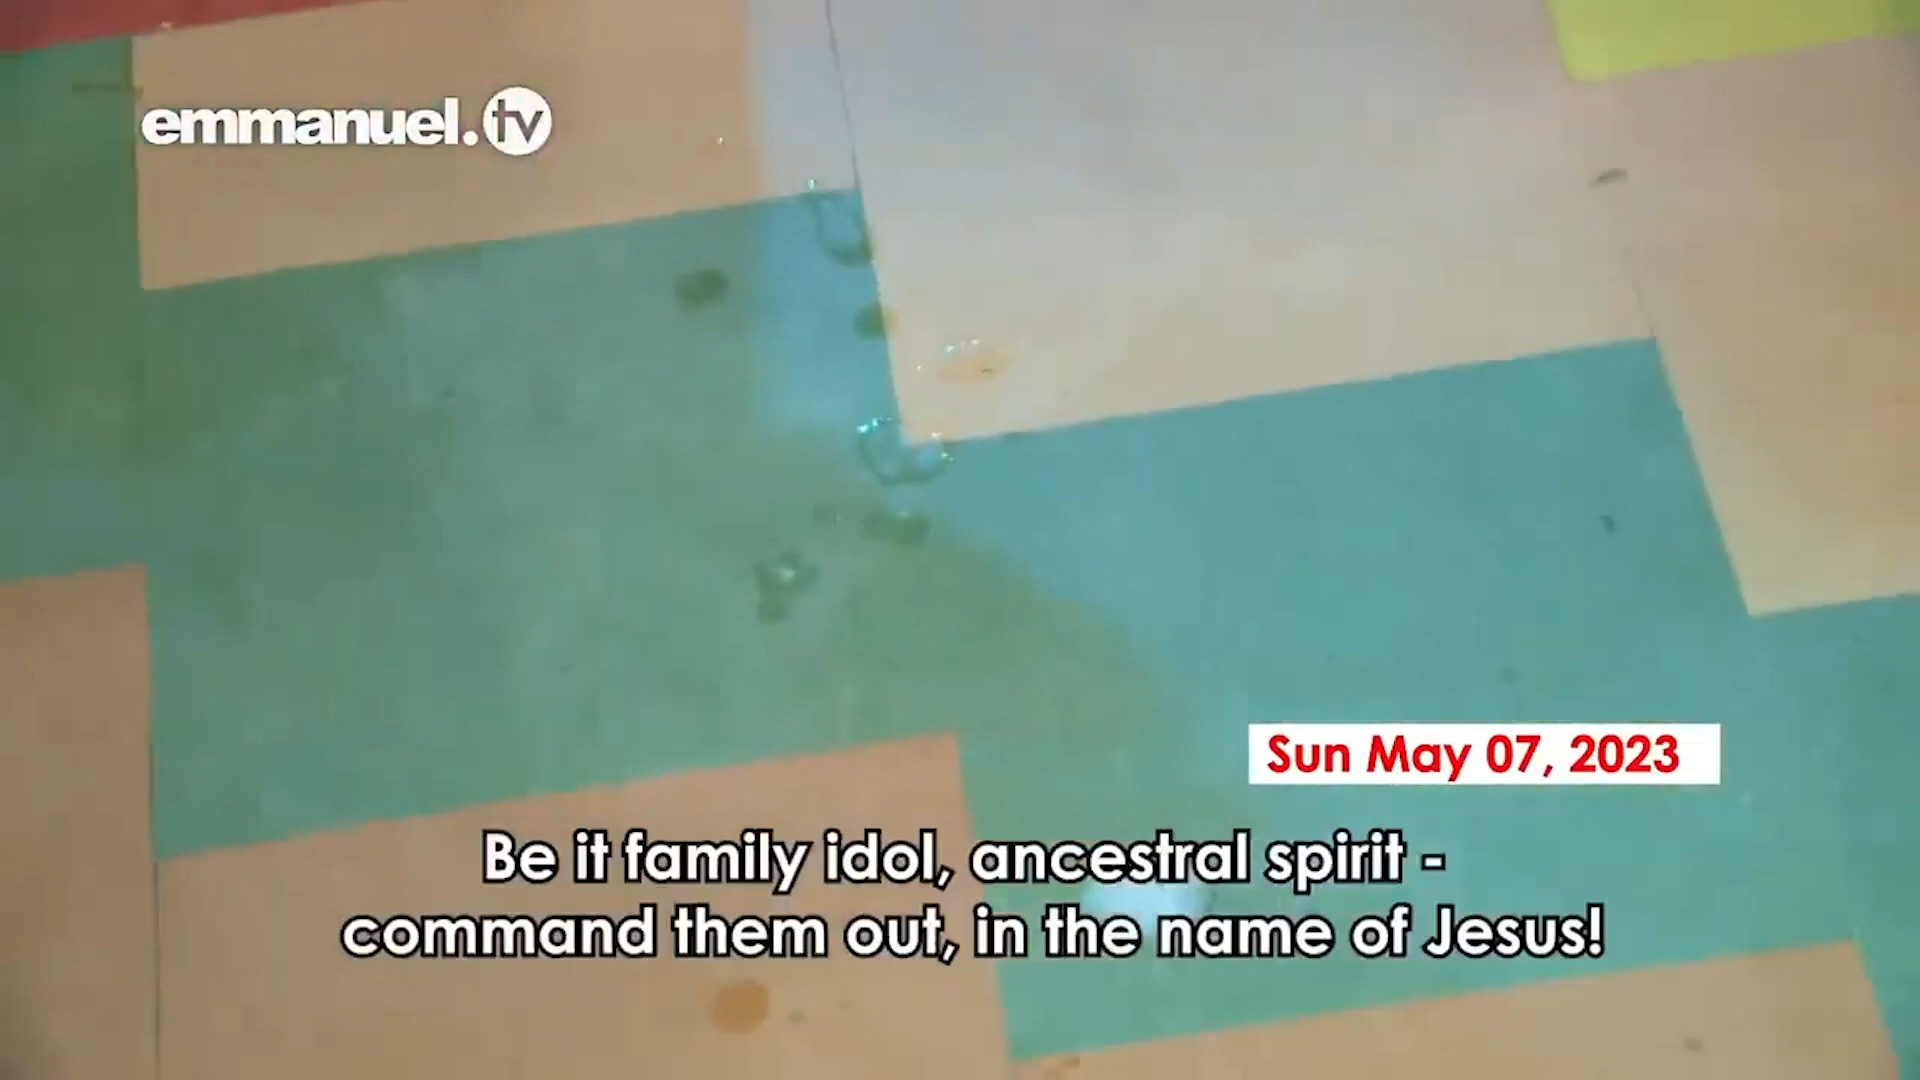 emmanuel.tv
Sun May 07, 2023
Be it family idol, ancestral spirit -
command them out, in the name of Jesus!